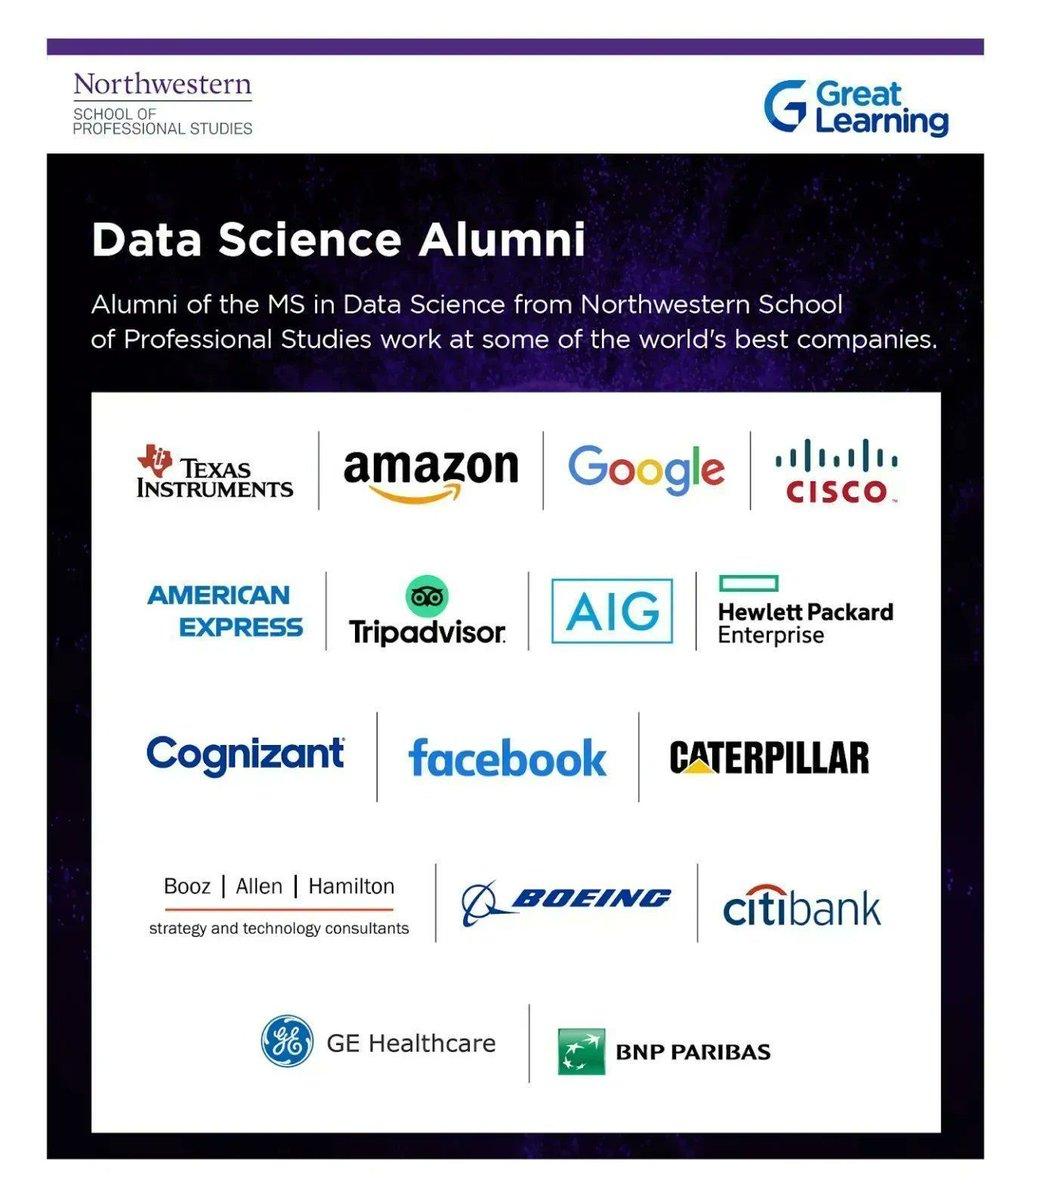 Northwestern
SCHOOL OF
PROFESSIONAL STUDIES
Great
Learning
Data Science Alumni
Alumni of the MS in Data Science from Northwestern School
of Professional Studies work at some of the world's best companies.
TEXAS
INSTRUMENTS
amazon
Google
CISCO
AMERICAN
EXPRESS
Tripadvisor
AIG
Hewlett Packard
Enterprise
Cognizant
facebook
CATERPILLAR
Booz | Allen | Hamilton
strategy and technology consultants
BOEING
citibank
GE Healthcare
BNP PARIBAS